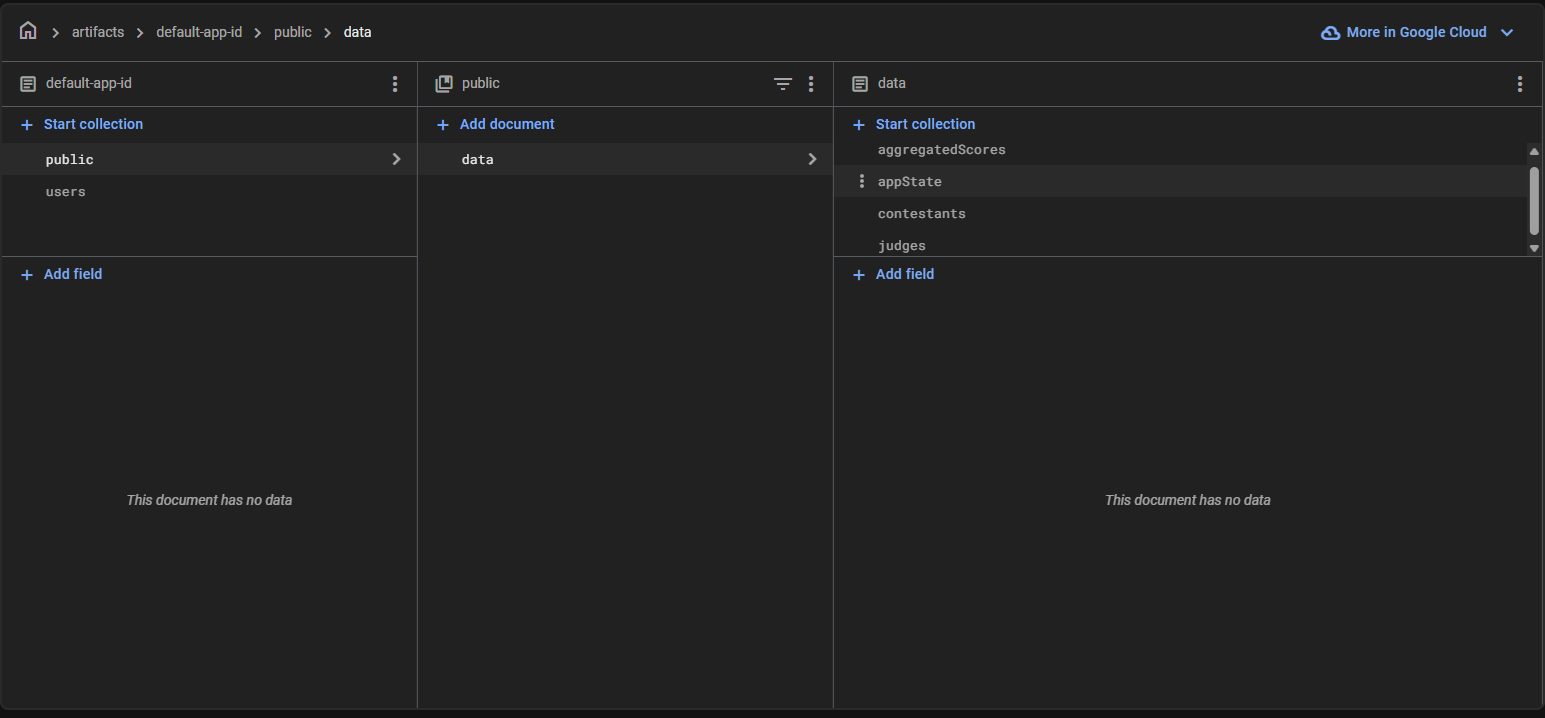 artifacts > default-app-id > public > data
More in Google Cloud
default-app-id
public
data
+ Start collection
+ Add document
+ Start collection
public
users
data
aggregatedScores
appState
contestants
judges
+ Add field
+ Add field
This document has no data
This document has no data